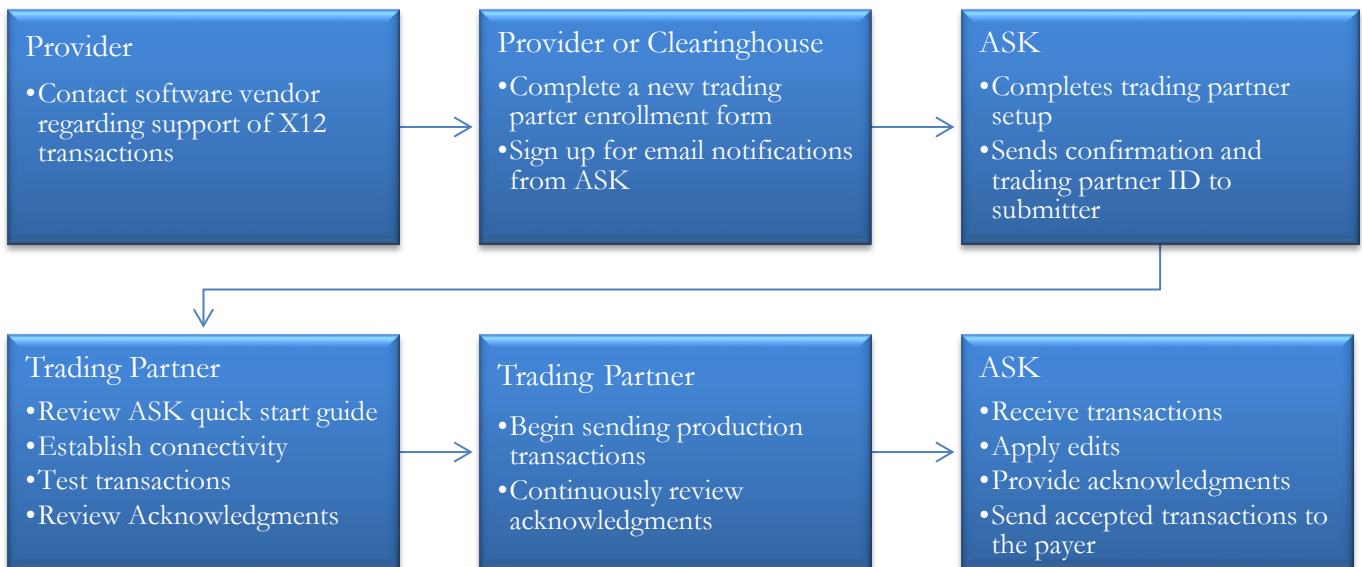 Provider
•Contact software vendor
regarding support of X12
transactions
Provider or Clearinghouse
•Complete a new trading
parter enrollment form
•Sign up for email notifications
from ASK
ASK
•Completes trading partner
setup
•Sends confirmation and
trading partner ID to
submitter
Trading Partner
•Review ASK quick start guide
•Establish connectivity
•Test transactions
•Review Acknowledgments
Trading Partner
•Begin sending production
transactions
•Continuously review
acknowledgments
ASK
•Receive transactions
•Apply edits
•Provide acknowledgments
•Send accepted transactions to
the payer